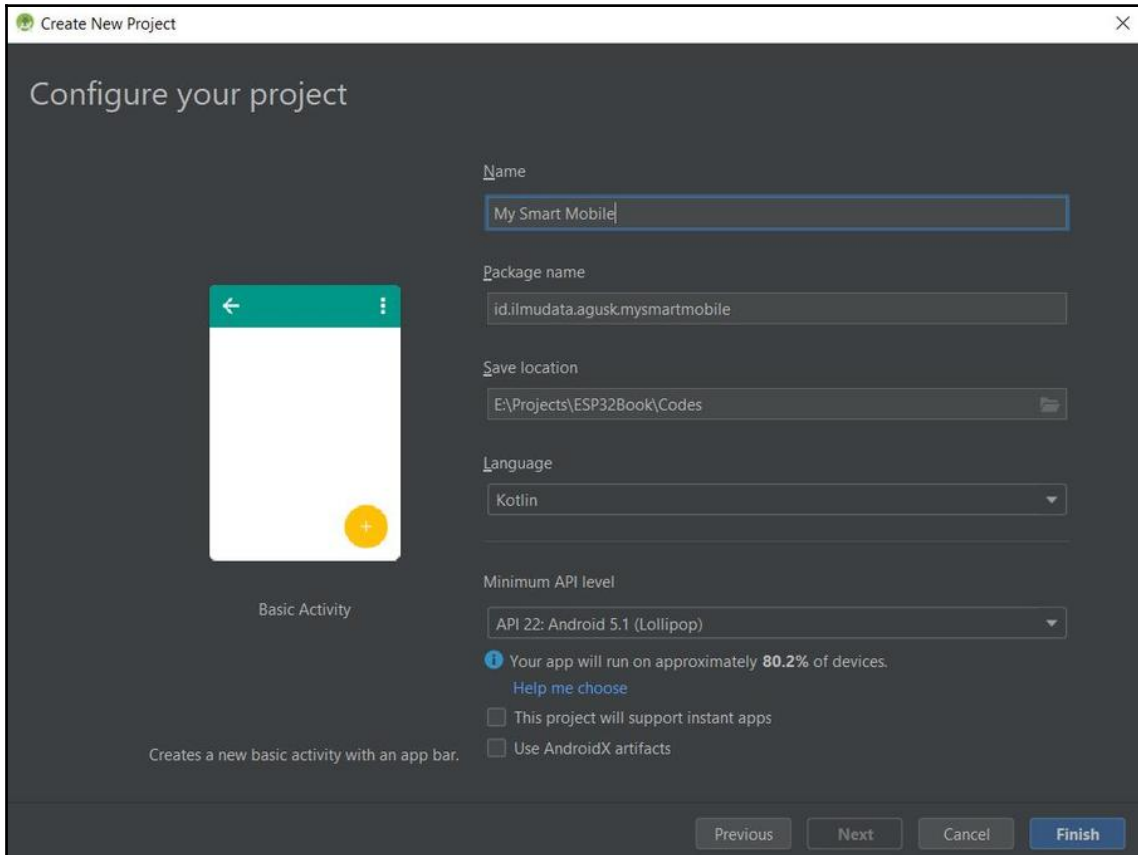 Create New Project
Configure your project
Name
My Smart Mobile
Package name
id.ilmudata.agusk.mysmartmobile
Save location
E:\Projects\ESP32Book\Codes
Language
Kotlin
Basic Activity
Minimum API level
API 22: Android 5.1 (Lollipop)
Your app will run on approximately 80.2% of devices.
Help me choose
This project will support instant apps
Creates a new basic activity with an app bar.
Use AndroidX artifacts
Previous
Next
Cancel
Finish